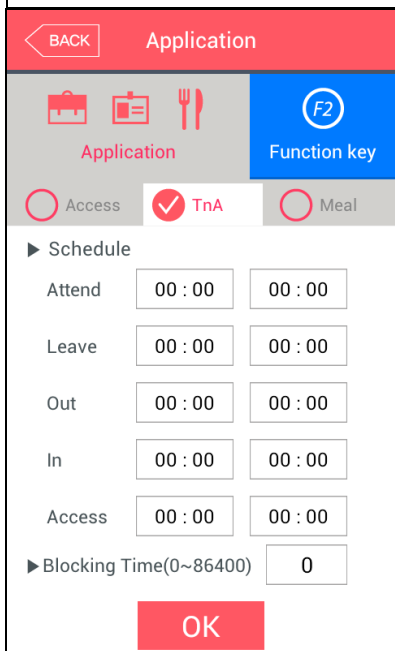 BACK Application
F2
Application Function key
Access TnA Meal
Schedule
Attend 00 : 00 00 : 00
Leave 00 : 00 00 : 00
Out 00 : 00 00 : 00
In 00 : 00 00 : 00
Access 00 : 00 00 : 00
Blocking Time(0~86400) 0
OK